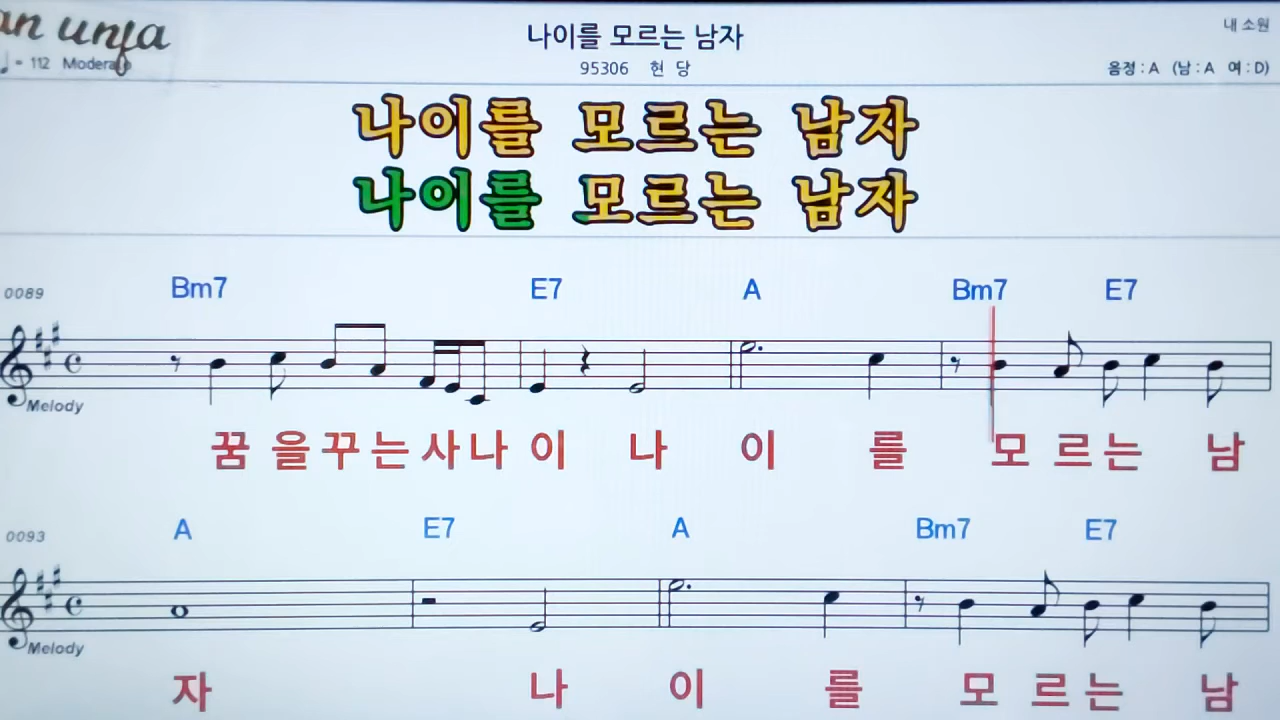 an unfa
내 소원
나이를 모르는 남자
♩= 112 Moderato
95306 현 당
음정 : A (남 : A 여 : D)
나이를 모르는 남자
나이를 모르는 남자
0089 Bm7 E7 A Bm7 E7
Melody
꿈 을 꾸 는 사 나 이 나 이 를 모 르 는 남
0093 A E7 A Bm7 E7
Melody
자 나 이 를 모 르 는 남